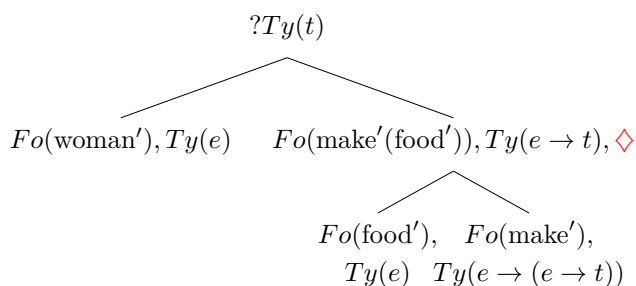 ?Ty(t)
Fo(woman′), Ty(e) Fo(make′(food′)), Ty(e → t), ♢
Fo(food′), Fo(make′),
Ty(e) Ty(e → (e → t))